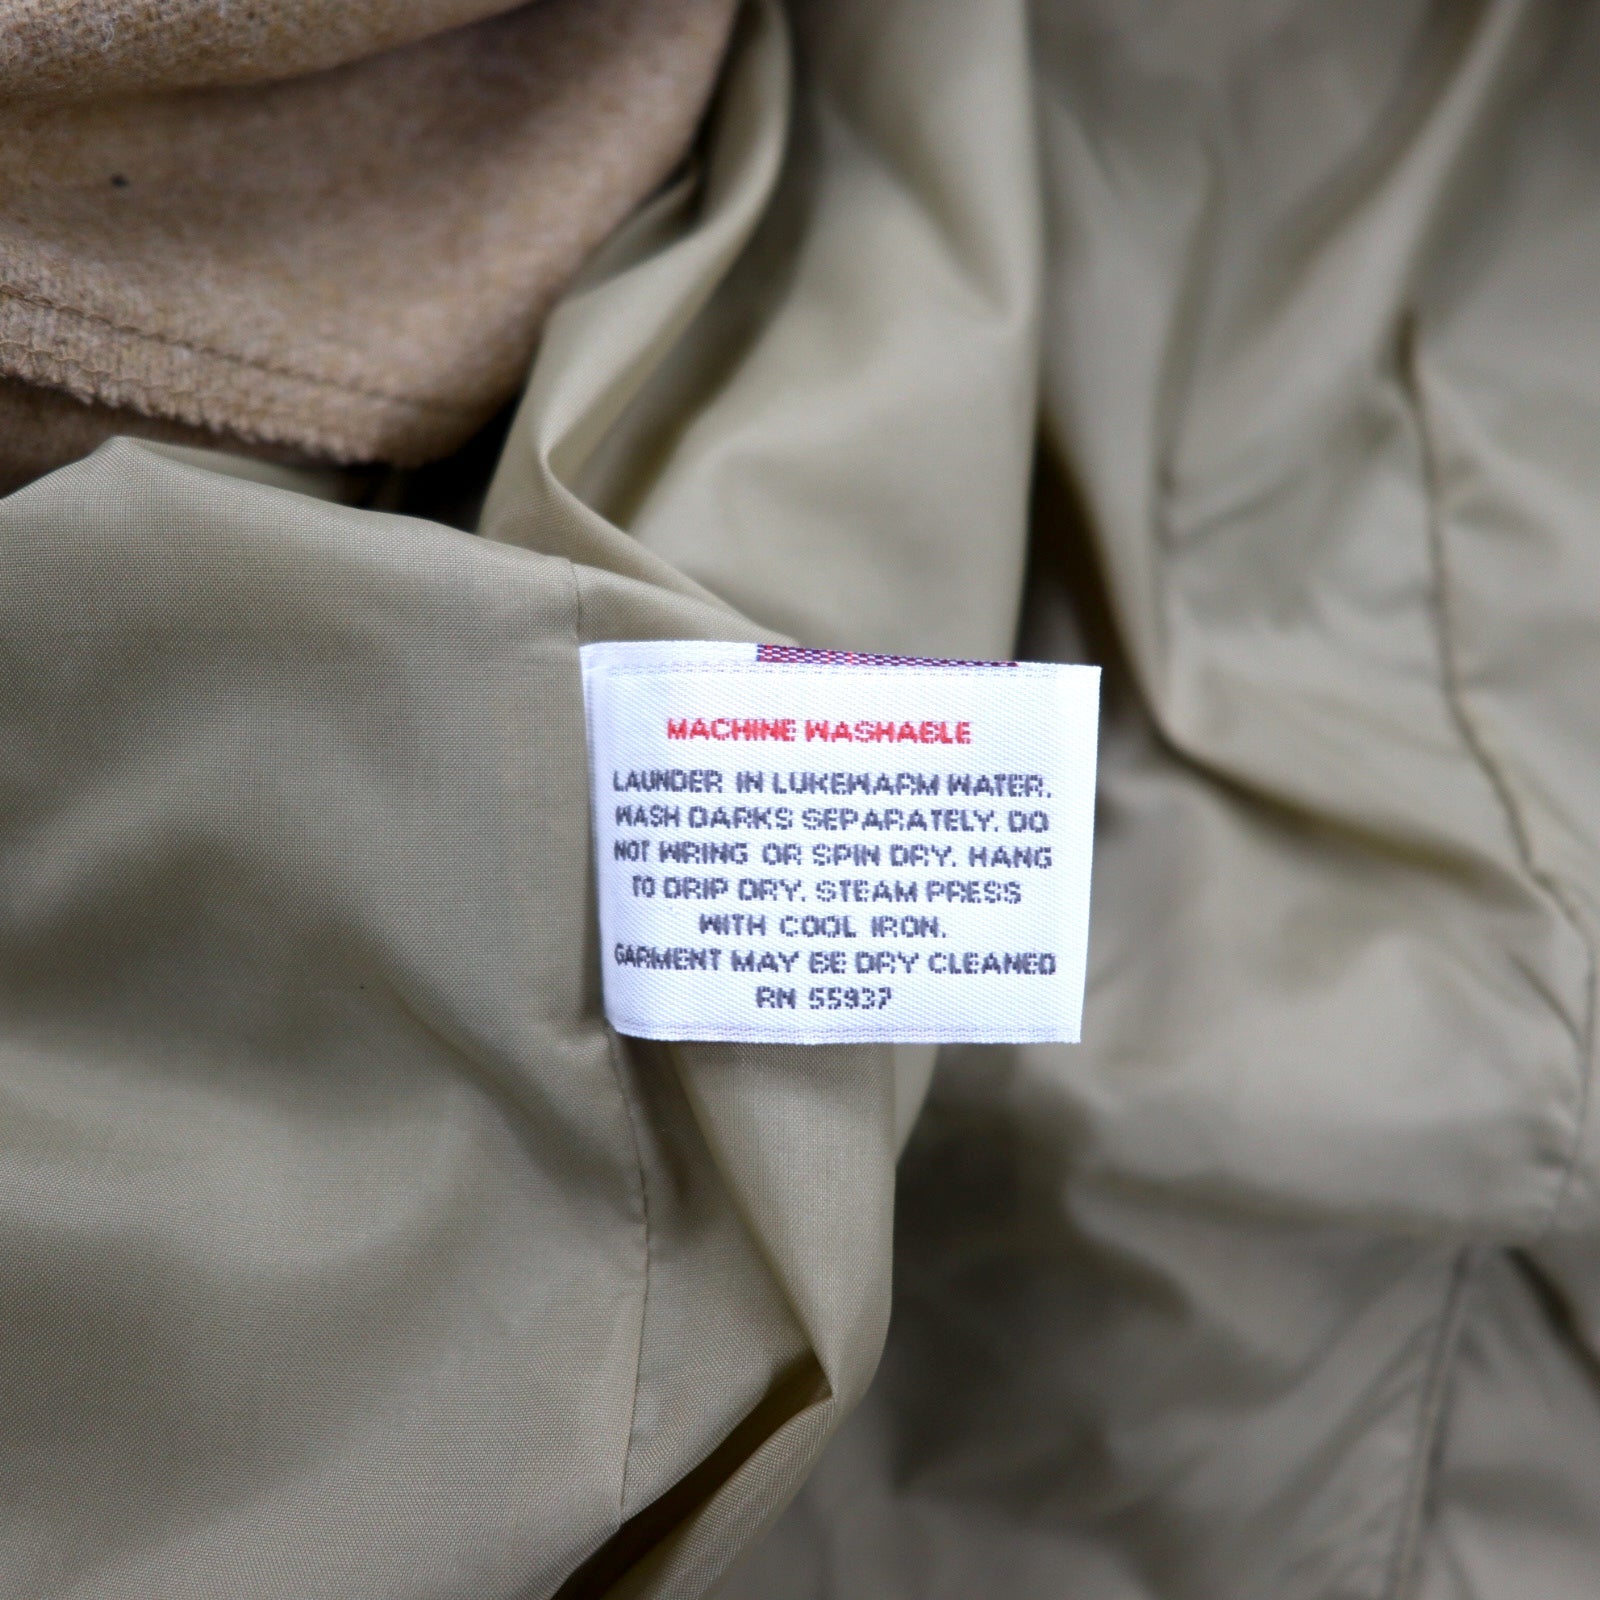 MACHINE WASHABLE
LAUNDER IN LUKEWARM WATER.
WASH DARKS SEPARATELY. DO
NOT WRING OR SPIN DRY. HANG
TO DRIP DRY. STEAM PRESS
WITH COOL IRON.
GARMENT MAY BE DRY CLEANED
RN 55937